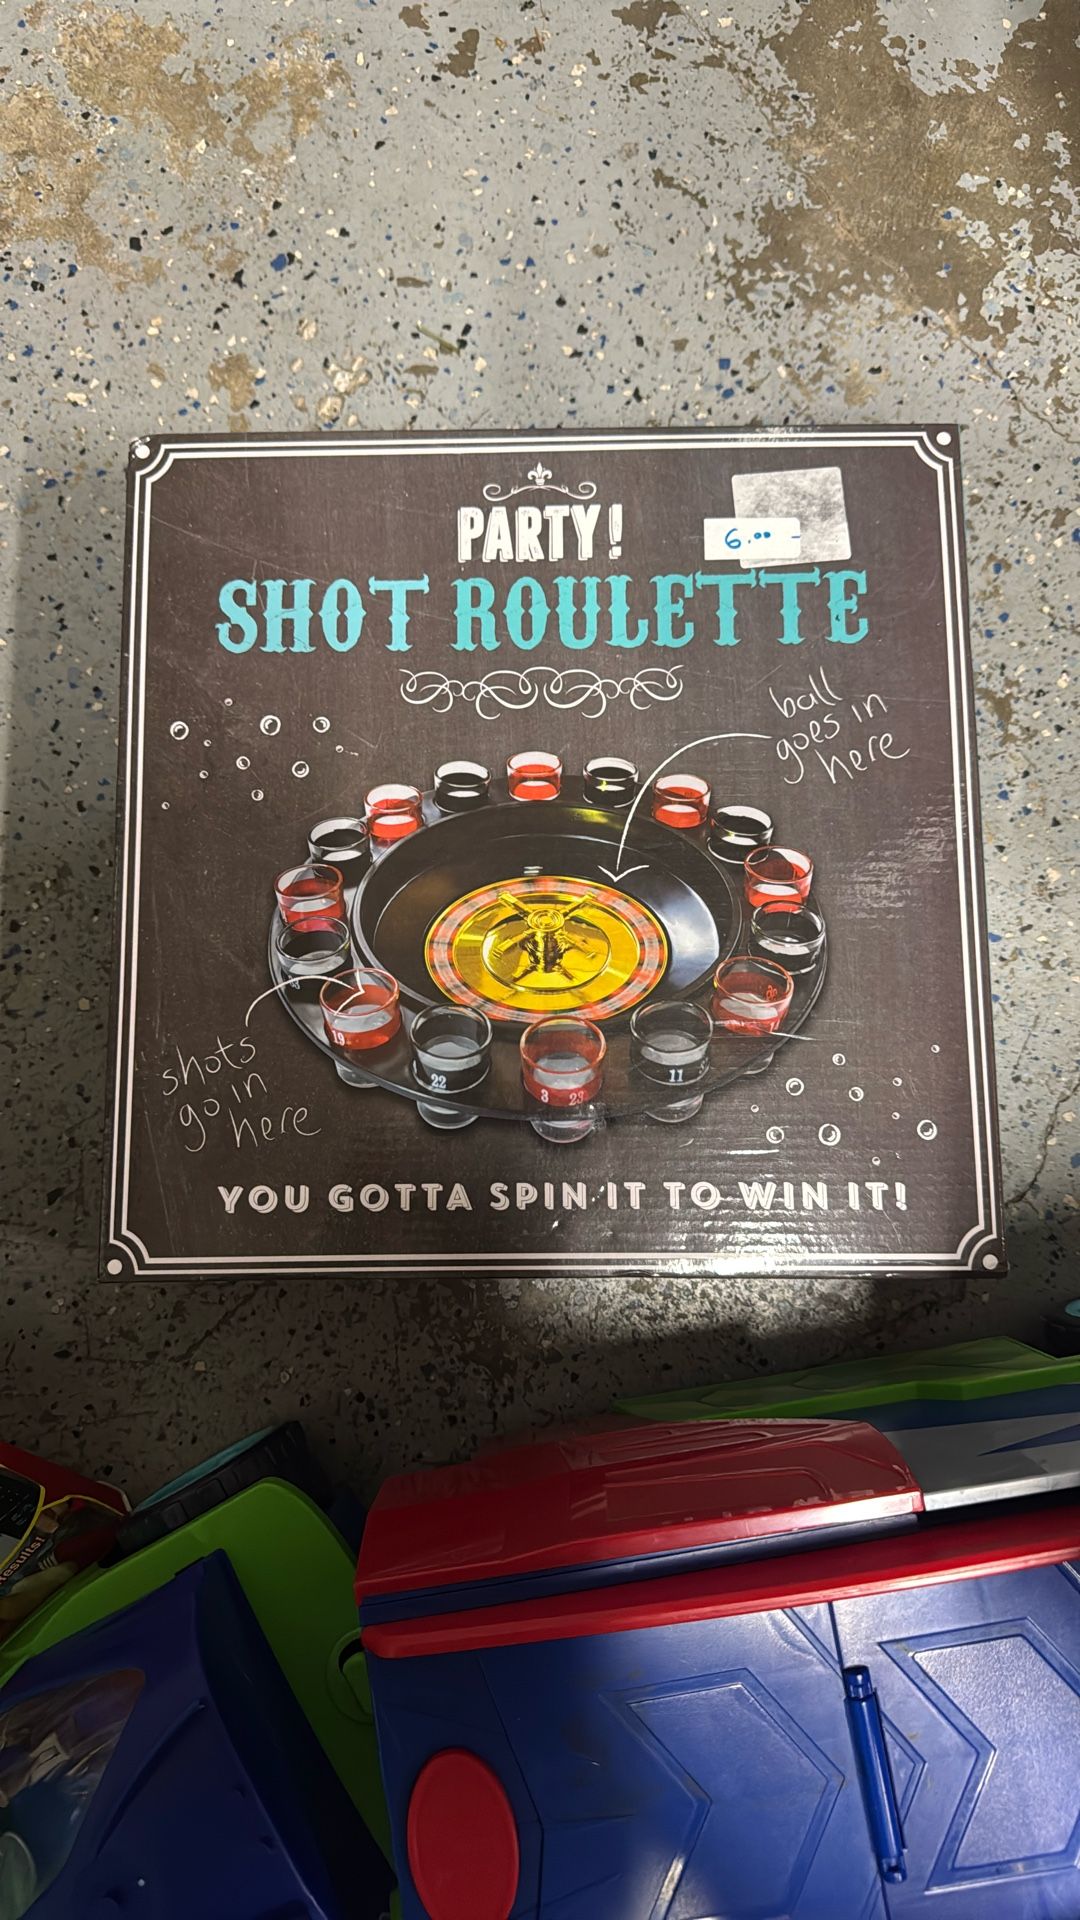 PARTY!
6.00 -
SHOT ROULETTE
ball
goes in
here
shots
go in
here
19
22
3 23
11
YOU GOTTA SPIN IT TO WIN IT!
esults!